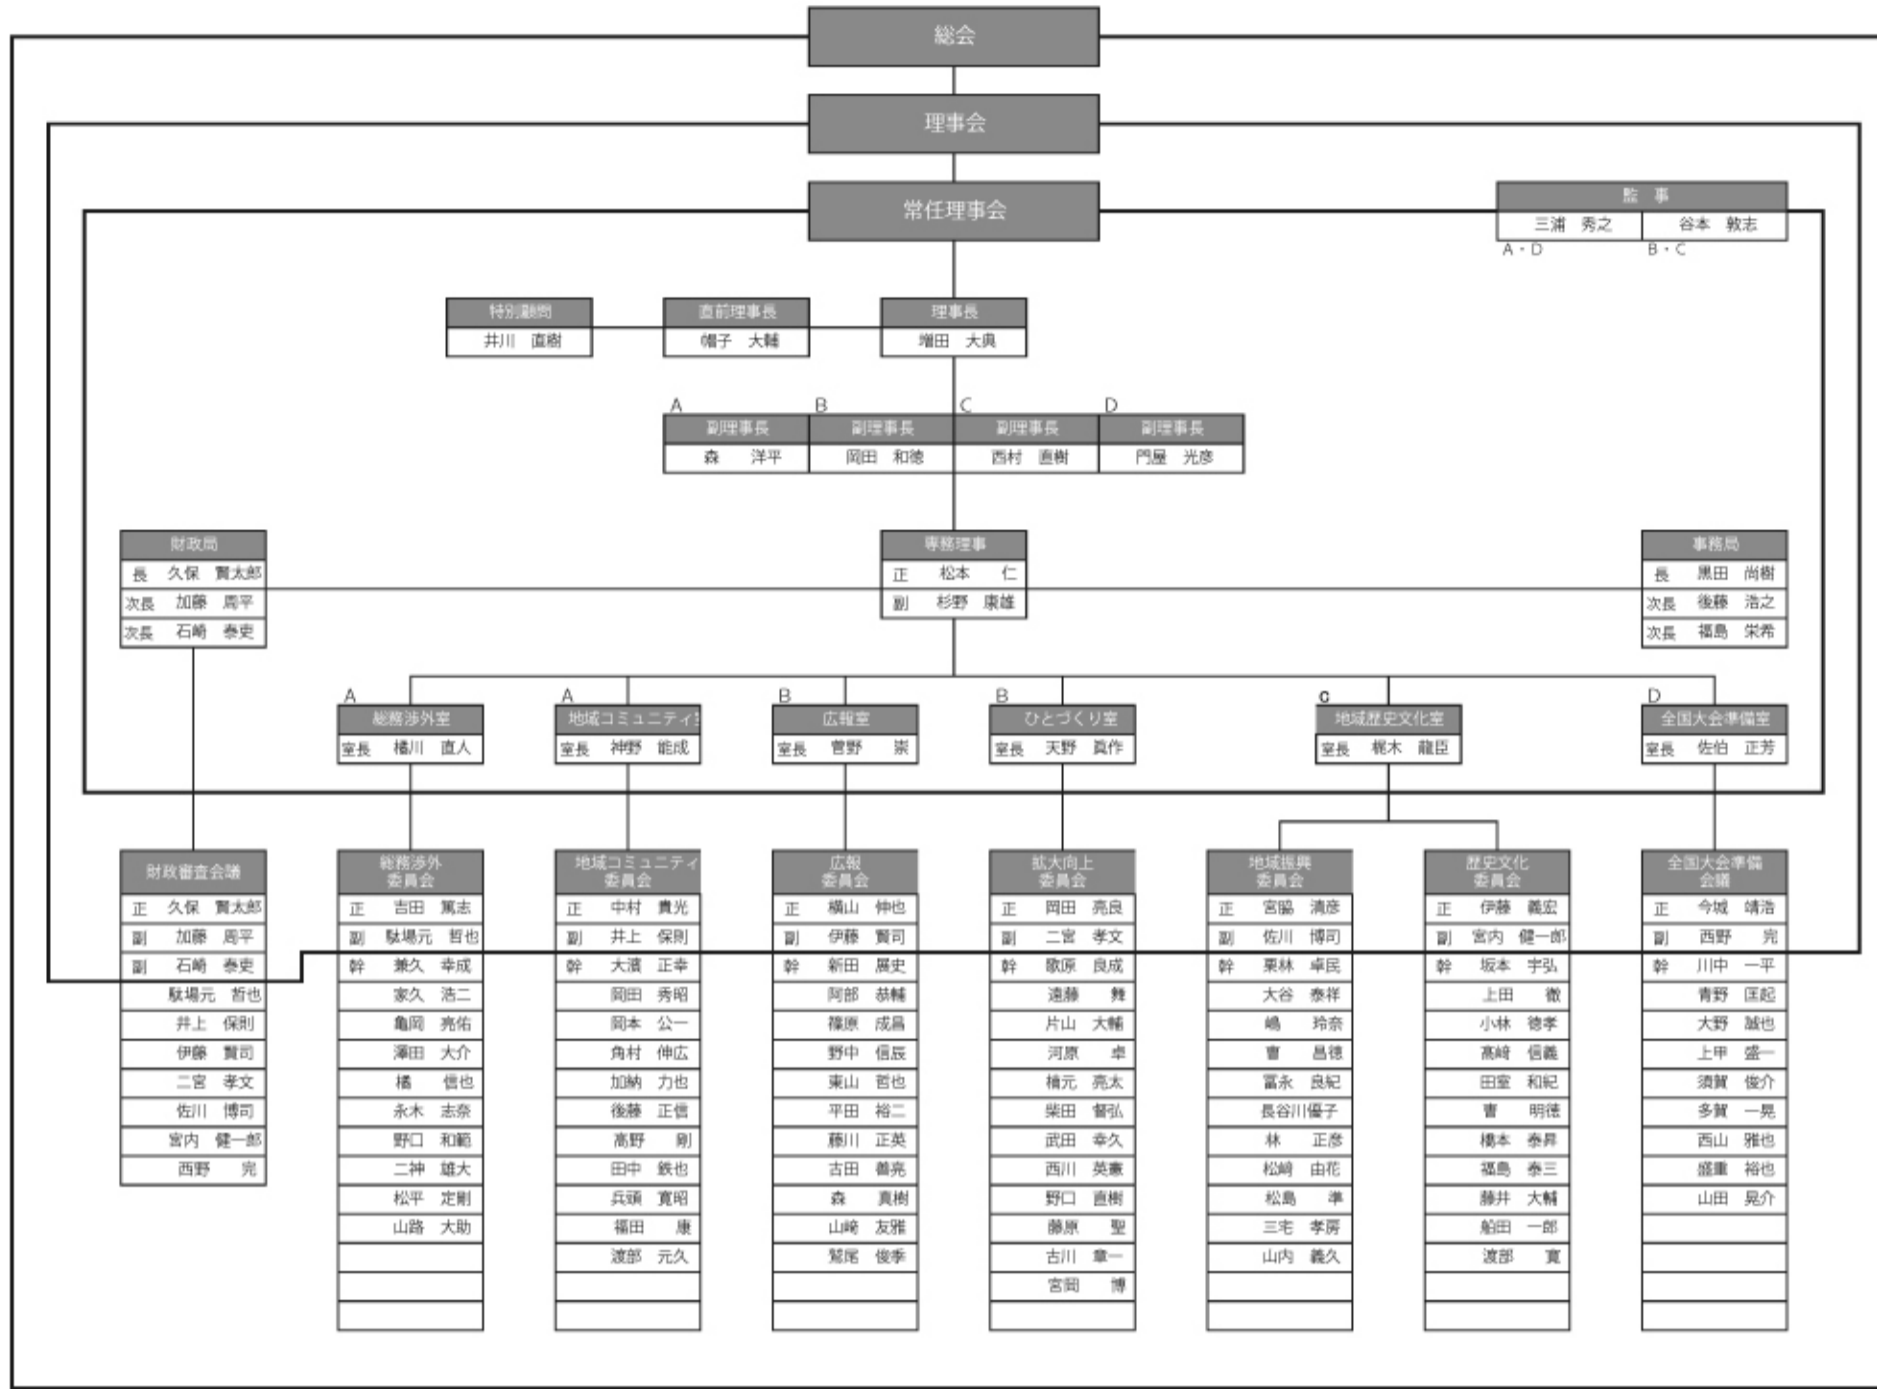 総会
理事会
常任理事会
監　事
三浦　秀之　谷本　敦志
A・D　B・C
特別顧問　直前理事長　理事長
井川　直樹　帽子　大輔　増田　大典
A　B　C　D
副理事長　副理事長　副理事長　副理事長
森　洋平　岡田　和徳　西村　直樹　門屋　光彦
財政局　専務理事　事務局
長　久保　賢太郎　正　松本　仁　長　黒田　尚樹
次長　加藤　周平　副　杉野　康雄　次長　後藤　浩之
次長　石崎　泰吏　次長　福島　栄希
A　A　B　B　C　D
総務渉外室　地域コミュニティ　広報室　ひとづくり室　地域歴史文化室　全国大会準備室
室長　橘川　直人　室長　神野　能成　室長　菅野　崇　室長　天野　眞作　室長　梶木　龍臣　室長　佐伯　正芳
財政審査会議
正　久保　賢太郎
副　加藤　周平
副　石崎　泰吏
駄場元　哲也
井上　保則
伊藤　賢司
二宮　孝文
佐川　博司
宮内　健一郎
西野　完
総務渉外
委員会
正　吉田　篤志
副　駄場元　哲也
幹　兼久　幸成
家久　浩二
亀岡　亮佑
澤田　大介
橘　信也
永木　志奈
野口　和範
二神　雄大
松平　定剛
山路　大助
地域コミュニティ
委員会
正　中村　貴光
副　井上　保則
幹　大濱　正幸
岡田　秀昭
岡本　公一
角村　伸広
加納　力也
後藤　正信
高野　剛
田中　鉄也
兵頭　寛昭
福田　康
渡部　元久
広報
委員会
正　横山　伸也
副　伊藤　賢司
幹　新田　展史
阿部　恭輔
篠原　成昌
野中　信辰
東山　哲也
平田　裕二
藤川　正英
古田　善亮
森　真樹
山崎　友雅
鷲尾　俊季
拡大向上
委員会
正　岡田　亮良
副　二宮　孝文
幹　歌原　良成
遠藤　舞
片山　大輔
河原　卓
檜元　亮太
柴田　督弘
武田　幸久
西川　英憲
野口　直樹
藤原　聖
古川　章一
宮岡　博
地域振興
委員会
正　宮脇　清彦
副　佐川　博司
幹　栗林　卓民
大谷　泰祥
嶋　玲奈
曺　昌徳
冨永　良紀
長谷川優子
林　正彦
松崎　由花
松島　準
三宅　孝房
山内　義久
歴史文化
委員会
正　伊藤　義宏
副　宮内　健一郎
幹　坂本　宇弘
上田　徹
小林　徳孝
髙﨑　信義
田室　和紀
曺　明徳
橋本　泰昇
福島　泰三
藤井　大輔
船田　一郎
渡部　寛
全国大会準備
会議
正　今城　靖浩
副　西野　完
幹　川中　一平
青野　匡起
大野　誠也
上甲　盛一
須賀　俊介
多賀　一晃
西山　雅也
盛重　裕也
山田　晃介